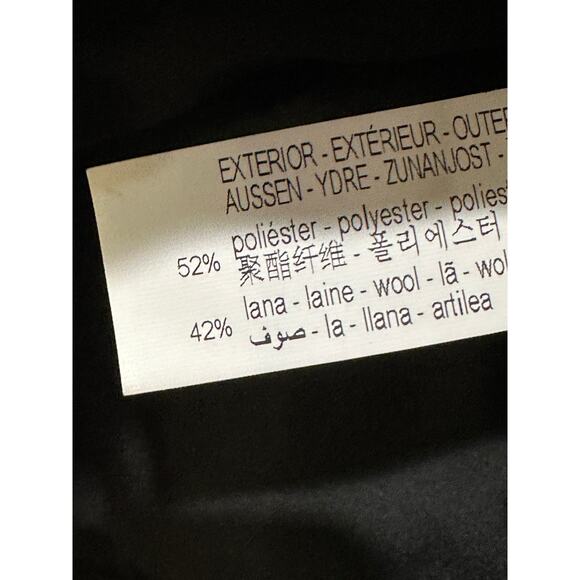 EXTERIOR - EXTÉRIEUR - OUTER
AUSSEN - YDRE - ZUNANJOST -
52% poliéster - polyester - poliest
聚酯纤维 - 폴리에스터
42% lana - laine - wool - lã - wol
صوف - la - llana - artilea